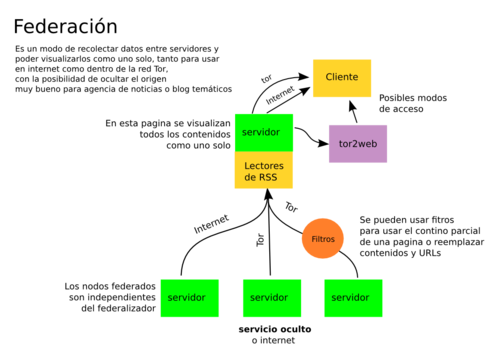 Federación
Es un modo de recolectar datos entre servidores y
poder visualizarlos como uno solo, tanto para usar
en internet como dentro de la red Tor,
con la posibilidad de ocultar el origen
muy bueno para agencia de noticias o blog temáticos
tor
Internet
Cliente
Posibles modos
de acceso
En esta pagina se visualizan
todos los contenidos
como uno solo
servidor
tor2web
Lectores
de RSS
Internet
Tor
Tor
Filtros
Se pueden usar fitros
para usar el contino parcial
de una pagina o reemplazar
contenidos y URLs
Los nodos federados
son independientes
del federalizador
servidor
servidor
servidor
servicio oculto
o internet